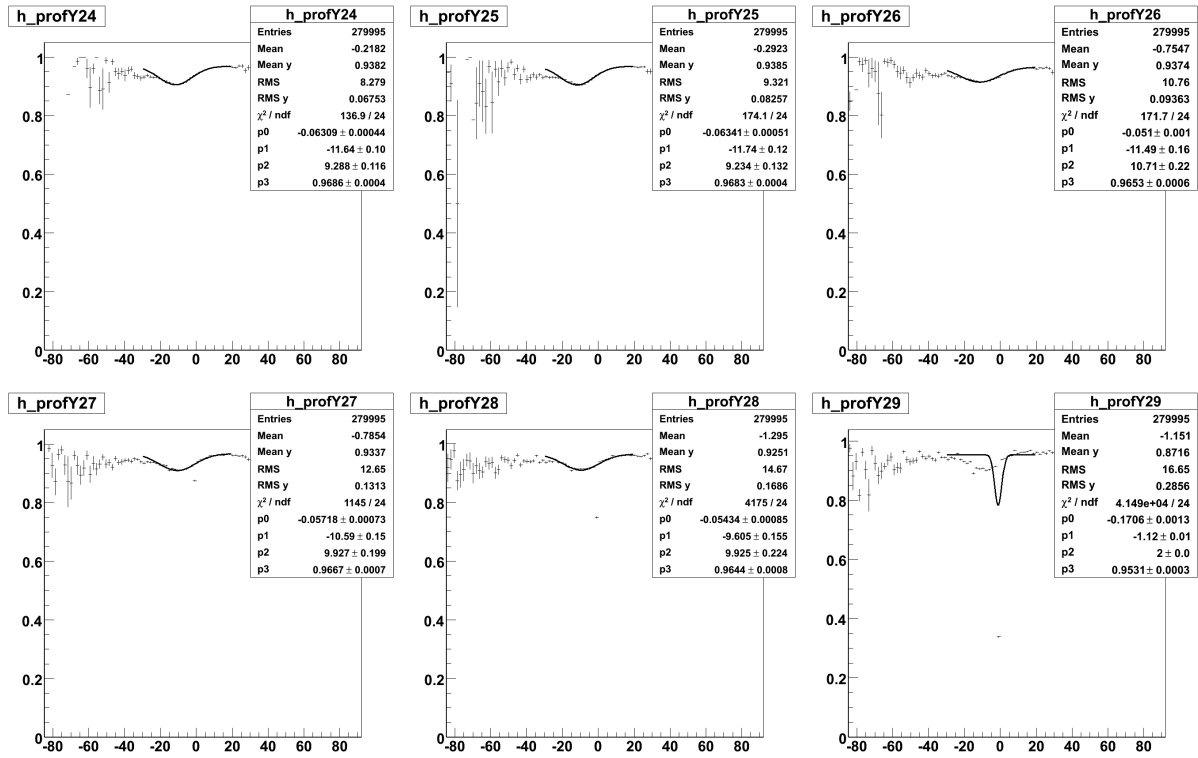 h_profY24
h_profY24
Entries 279995
Mean -0.2182
Mean y 0.9382
RMS 8.279
RMS y 0.06753
χ² / ndf 136.9 / 24
p0 -0.06309 ± 0.00044
p1 -11.64 ± 0.10
p2 9.288 ± 0.116
p3 0.9686 ± 0.0004
1
0.8
0.6
0.4
0.2
0
-80 -60 -40 -20 0 20 40 60 80
h_profY25
h_profY25
Entries 279995
Mean -0.2923
Mean y 0.9385
RMS 9.321
RMS y 0.08257
χ² / ndf 174.1 / 24
p0 -0.06341 ± 0.00051
p1 -11.74 ± 0.12
p2 9.234 ± 0.132
p3 0.9683 ± 0.0004
1
0.8
0.6
0.4
0.2
0
-80 -60 -40 -20 0 20 40 60 80
h_profY26
h_profY26
Entries 279995
Mean -0.7547
Mean y 0.9374
RMS 10.76
RMS y 0.09363
χ² / ndf 171.7 / 24
p0 -0.051 ± 0.001
p1 -11.49 ± 0.16
p2 10.71 ± 0.22
p3 0.9653 ± 0.0006
1
0.8
0.6
0.4
0.2
0
-80 -60 -40 -20 0 20 40 60 80
h_profY27
h_profY27
Entries 279995
Mean -0.7854
Mean y 0.9337
RMS 12.65
RMS y 0.1313
χ² / ndf 1145 / 24
p0 -0.05718 ± 0.00073
p1 -10.59 ± 0.15
p2 9.927 ± 0.199
p3 0.9667 ± 0.0007
1
0.8
0.6
0.4
0.2
0
-80 -60 -40 -20 0 20 40 60 80
h_profY28
h_profY28
Entries 279995
Mean -1.295
Mean y 0.9251
RMS 14.67
RMS y 0.1686
χ² / ndf 4175 / 24
p0 -0.05434 ± 0.00085
p1 -9.605 ± 0.155
p2 9.925 ± 0.224
p3 0.9644 ± 0.0008
1
0.8
0.6
0.4
0.2
0
-80 -60 -40 -20 0 20 40 60 80
h_profY29
h_profY29
Entries 279995
Mean -1.151
Mean y 0.8716
RMS 16.65
RMS y 0.2856
χ² / ndf 4.149e+04 / 24
p0 -0.1706 ± 0.0013
p1 -1.12 ± 0.01
p2 2 ± 0.0
p3 0.9531 ± 0.0003
1
0.8
0.6
0.4
0.2
0
-80 -60 -40 -20 0 20 40 60 80